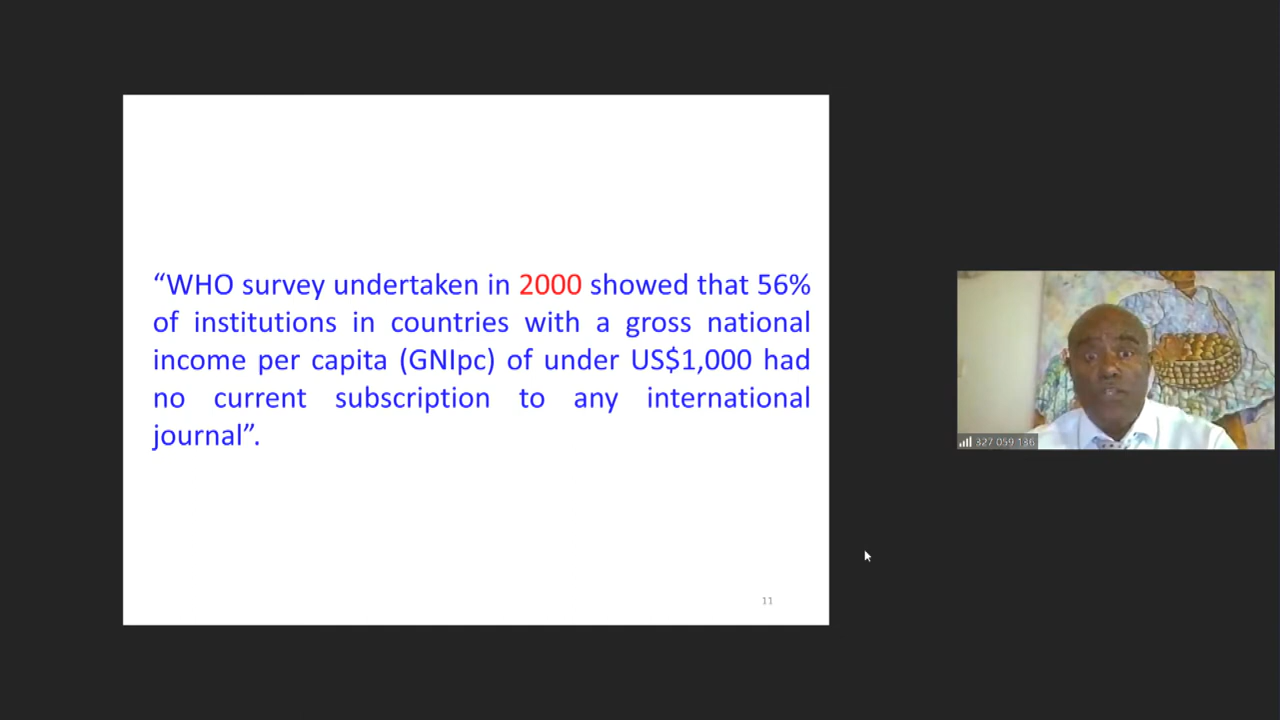 “WHO survey undertaken in 2000 showed that 56%
of institutions in countries with a gross national
income per capita (GNIpc) of under US$1,000 had
no current subscription to any international
journal”.
11
327 059 136